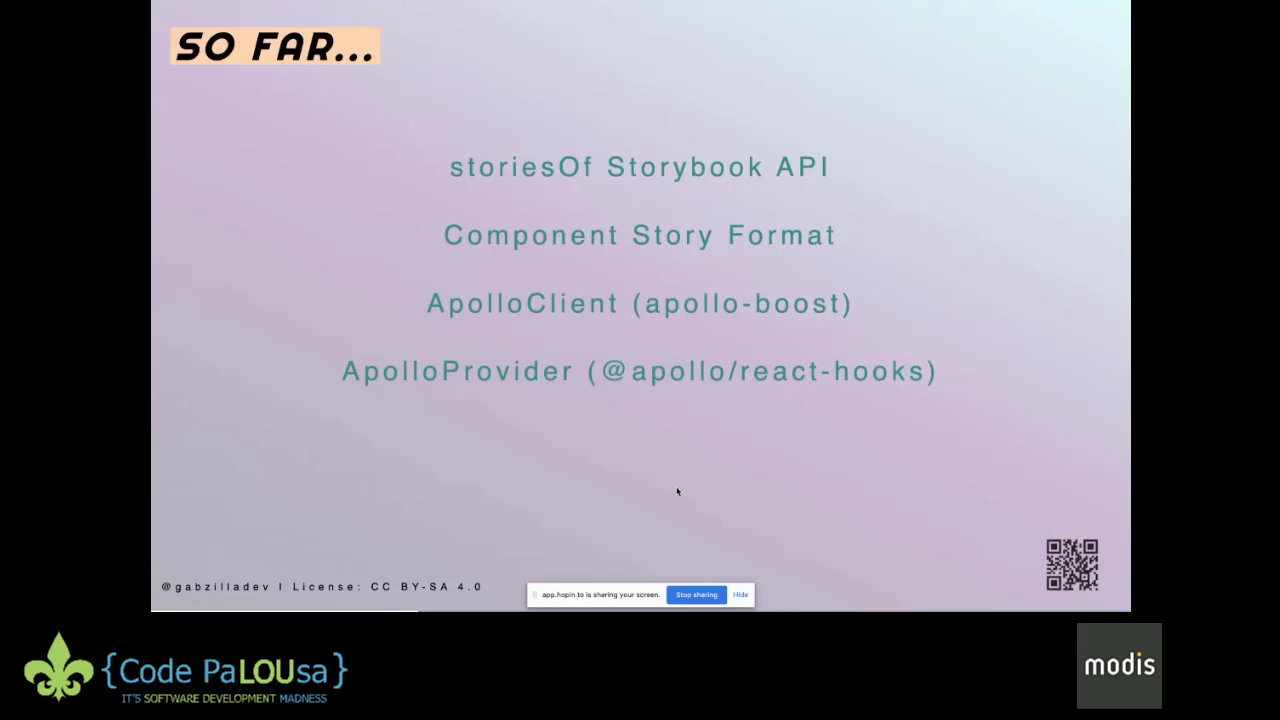 SO FAR...
storiesOf Storybook API
Component Story Format
ApolloClient (apollo-boost)
ApolloProvider (@apollo/react-hooks)
@gabzilladev | License: CC BY-SA 4.0
app.hopin.to is sharing your screen. Stop sharing Hide
{Code PaLOUsa}
IT'S SOFTWARE DEVELOPMENT MADNESS
modis